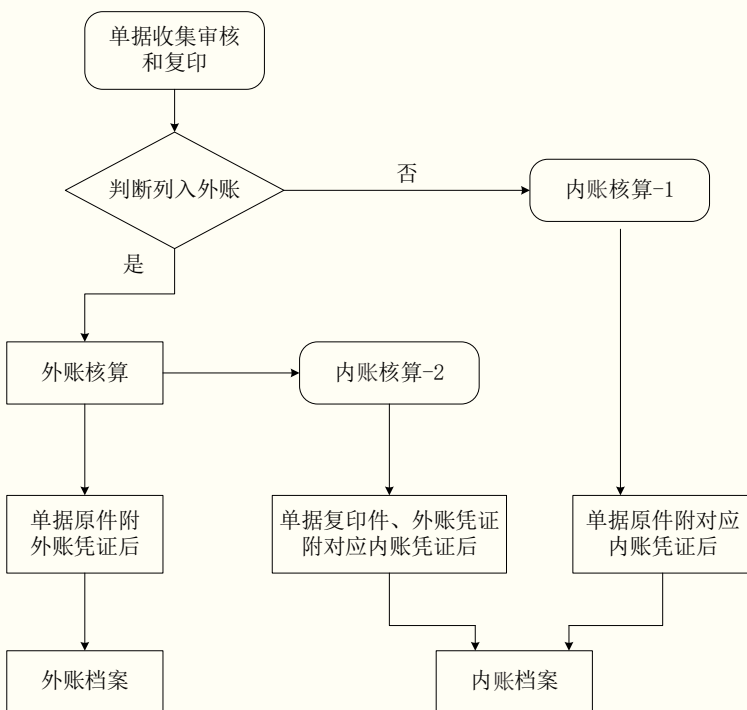 单据收集审核
和复印
判断列入外账
否
内账核算-1
是
外账核算
内账核算-2
单据原件附
外账凭证后
单据复印件、外账凭证
附对应内账凭证后
单据原件附对应
内账凭证后
外账档案
内账档案